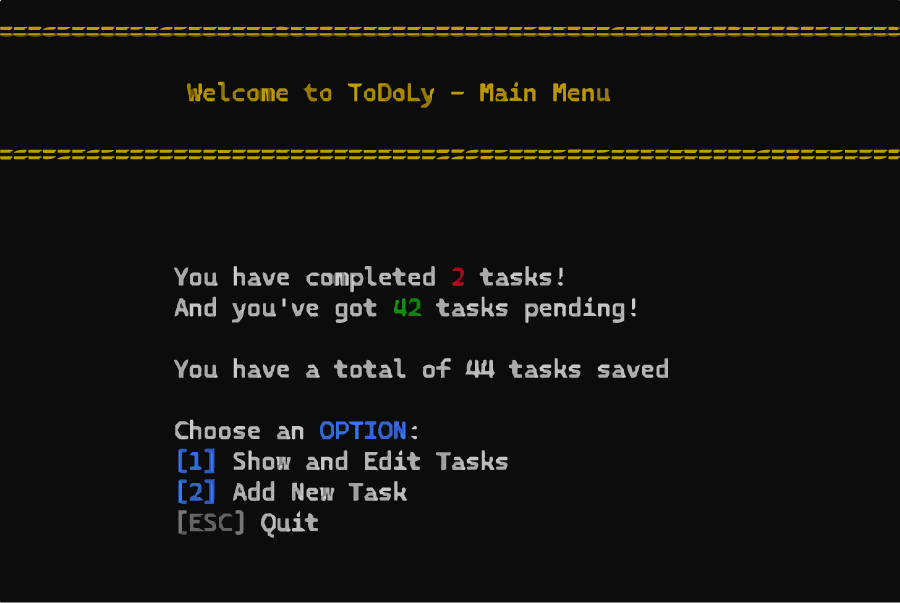 ==============================================================
Welcome to ToDoLy - Main Menu
==============================================================
You have completed 2 tasks!
And you've got 42 tasks pending!
You have a total of 44 tasks saved
Choose an OPTION:
[1] Show and Edit Tasks
[2] Add New Task
[ESC] Quit